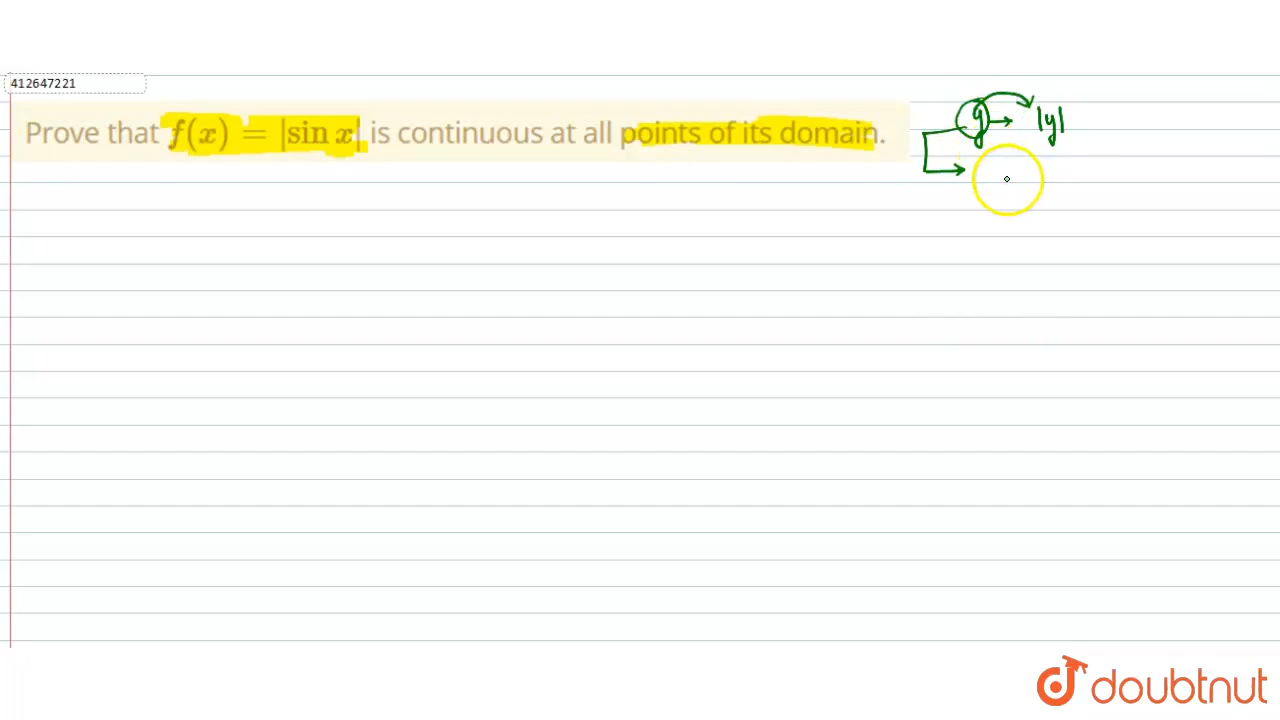 412647221
Prove that f(x) = |sin x| is continuous at all points of its domain.
y → |y|
doubtnut